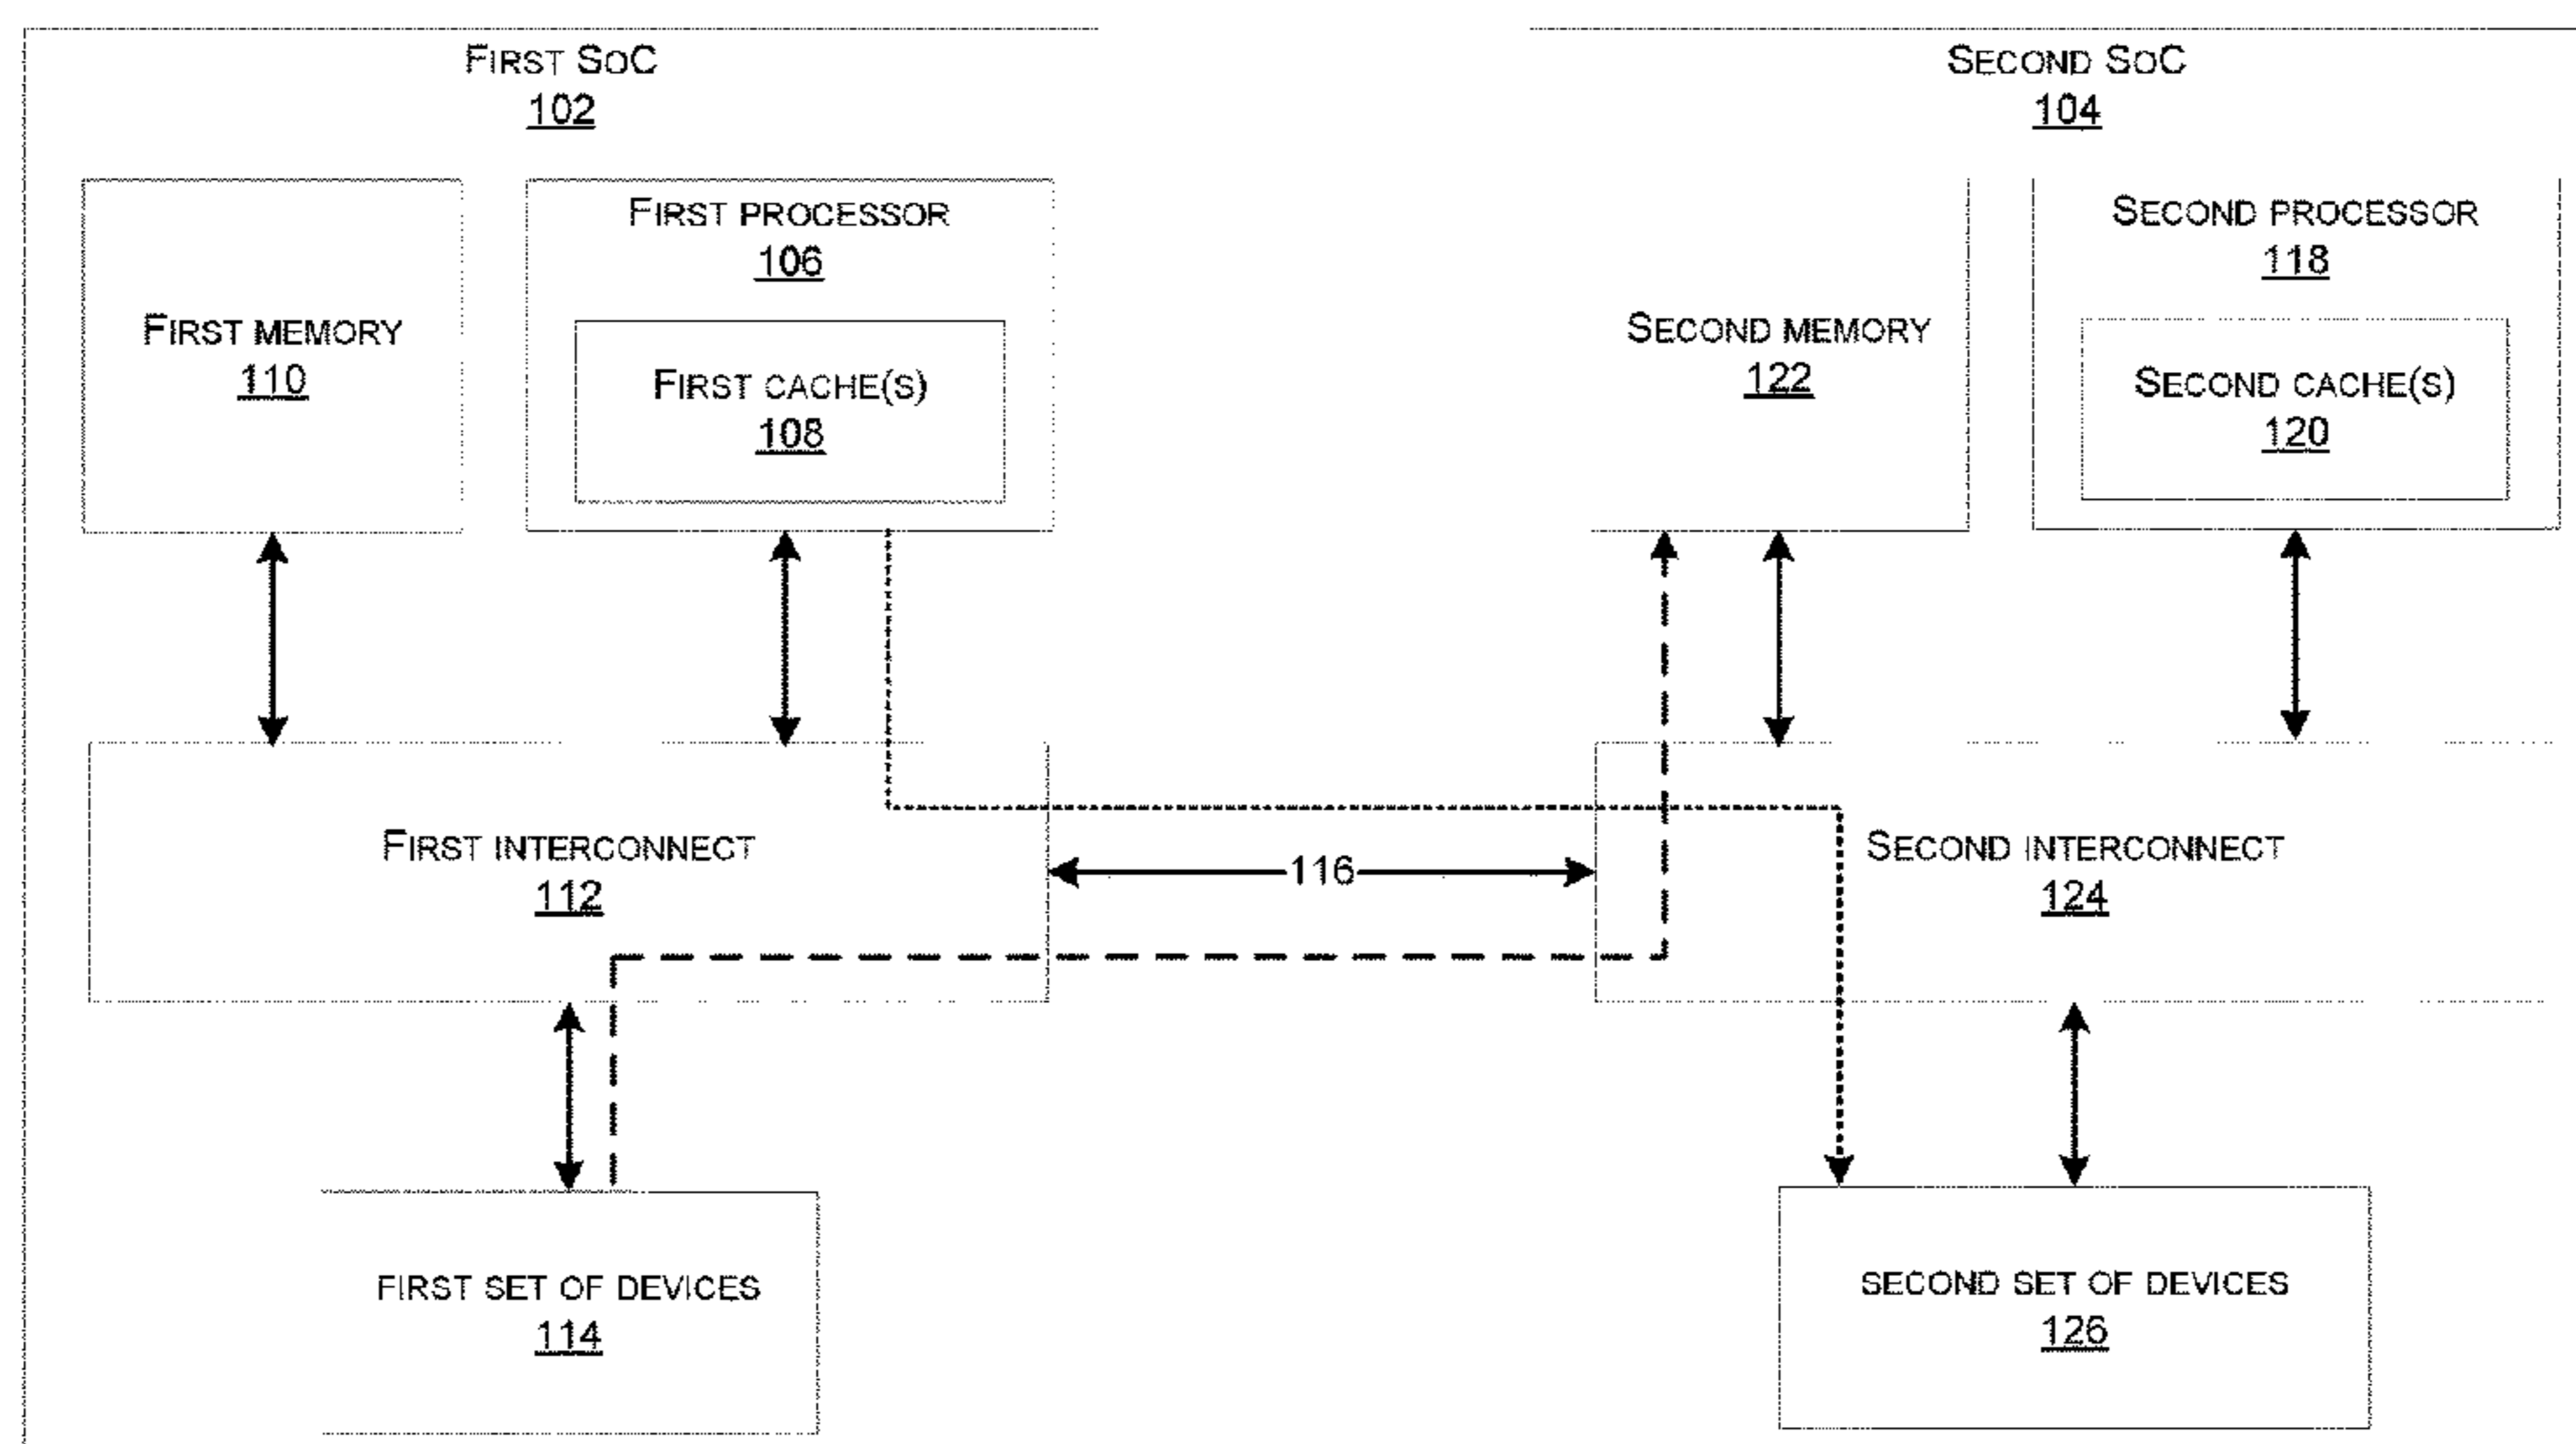 First SoC
102
First memory
110
First processor
106
First cache(s)
108
First interconnect
112
first set of devices
114
116
Second SoC
104
Second memory
122
Second processor
118
Second cache(s)
120
Second interconnect
124
second set of devices
126